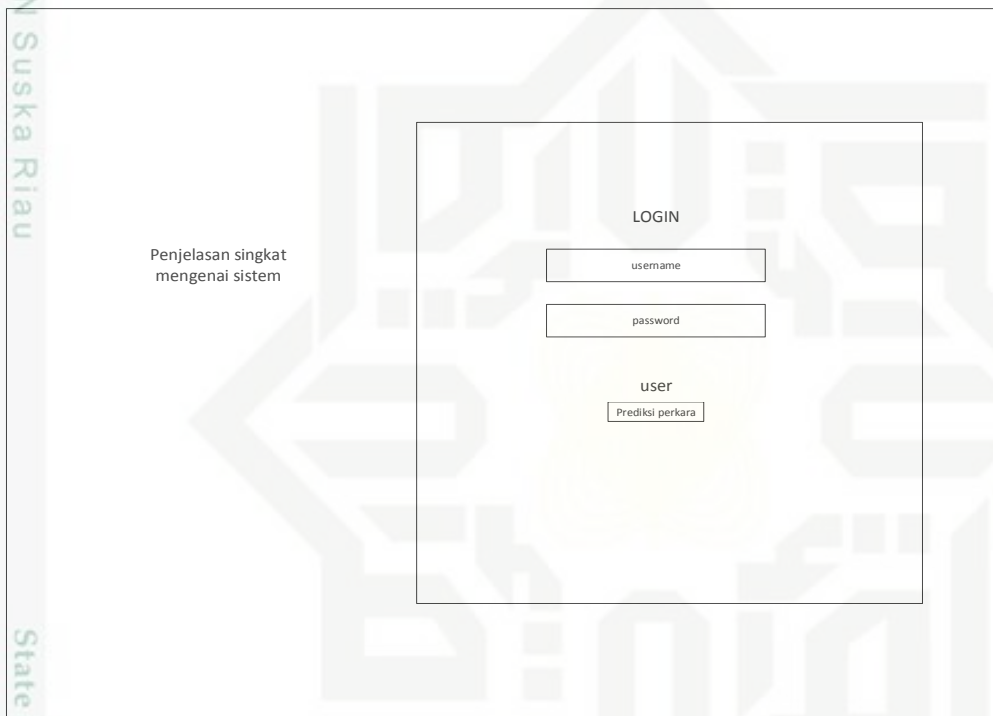 N Suska Riau
Penjelasan singkat
mengenai sistem
LOGIN
username
password
user
Prediksi perkara
State